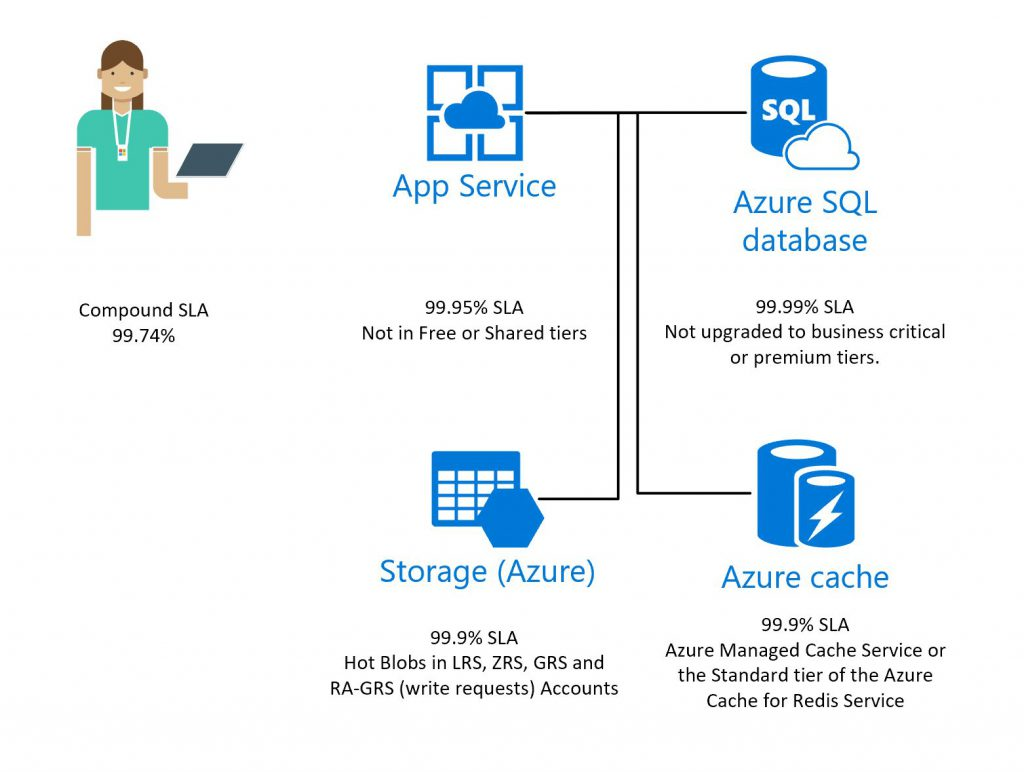 SQL
App Service
Azure SQL
database
Compound SLA
99.74%
99.95% SLA
Not in Free or Shared tiers
99.99% SLA
Not upgraded to business critical
or premium tiers.
Storage (Azure)
Azure cache
99.9% SLA
Hot Blobs in LRS, ZRS, GRS and
RA-GRS (write requests) Accounts
99.9% SLA
Azure Managed Cache Service or
the Standard tier of the Azure
Cache for Redis Service